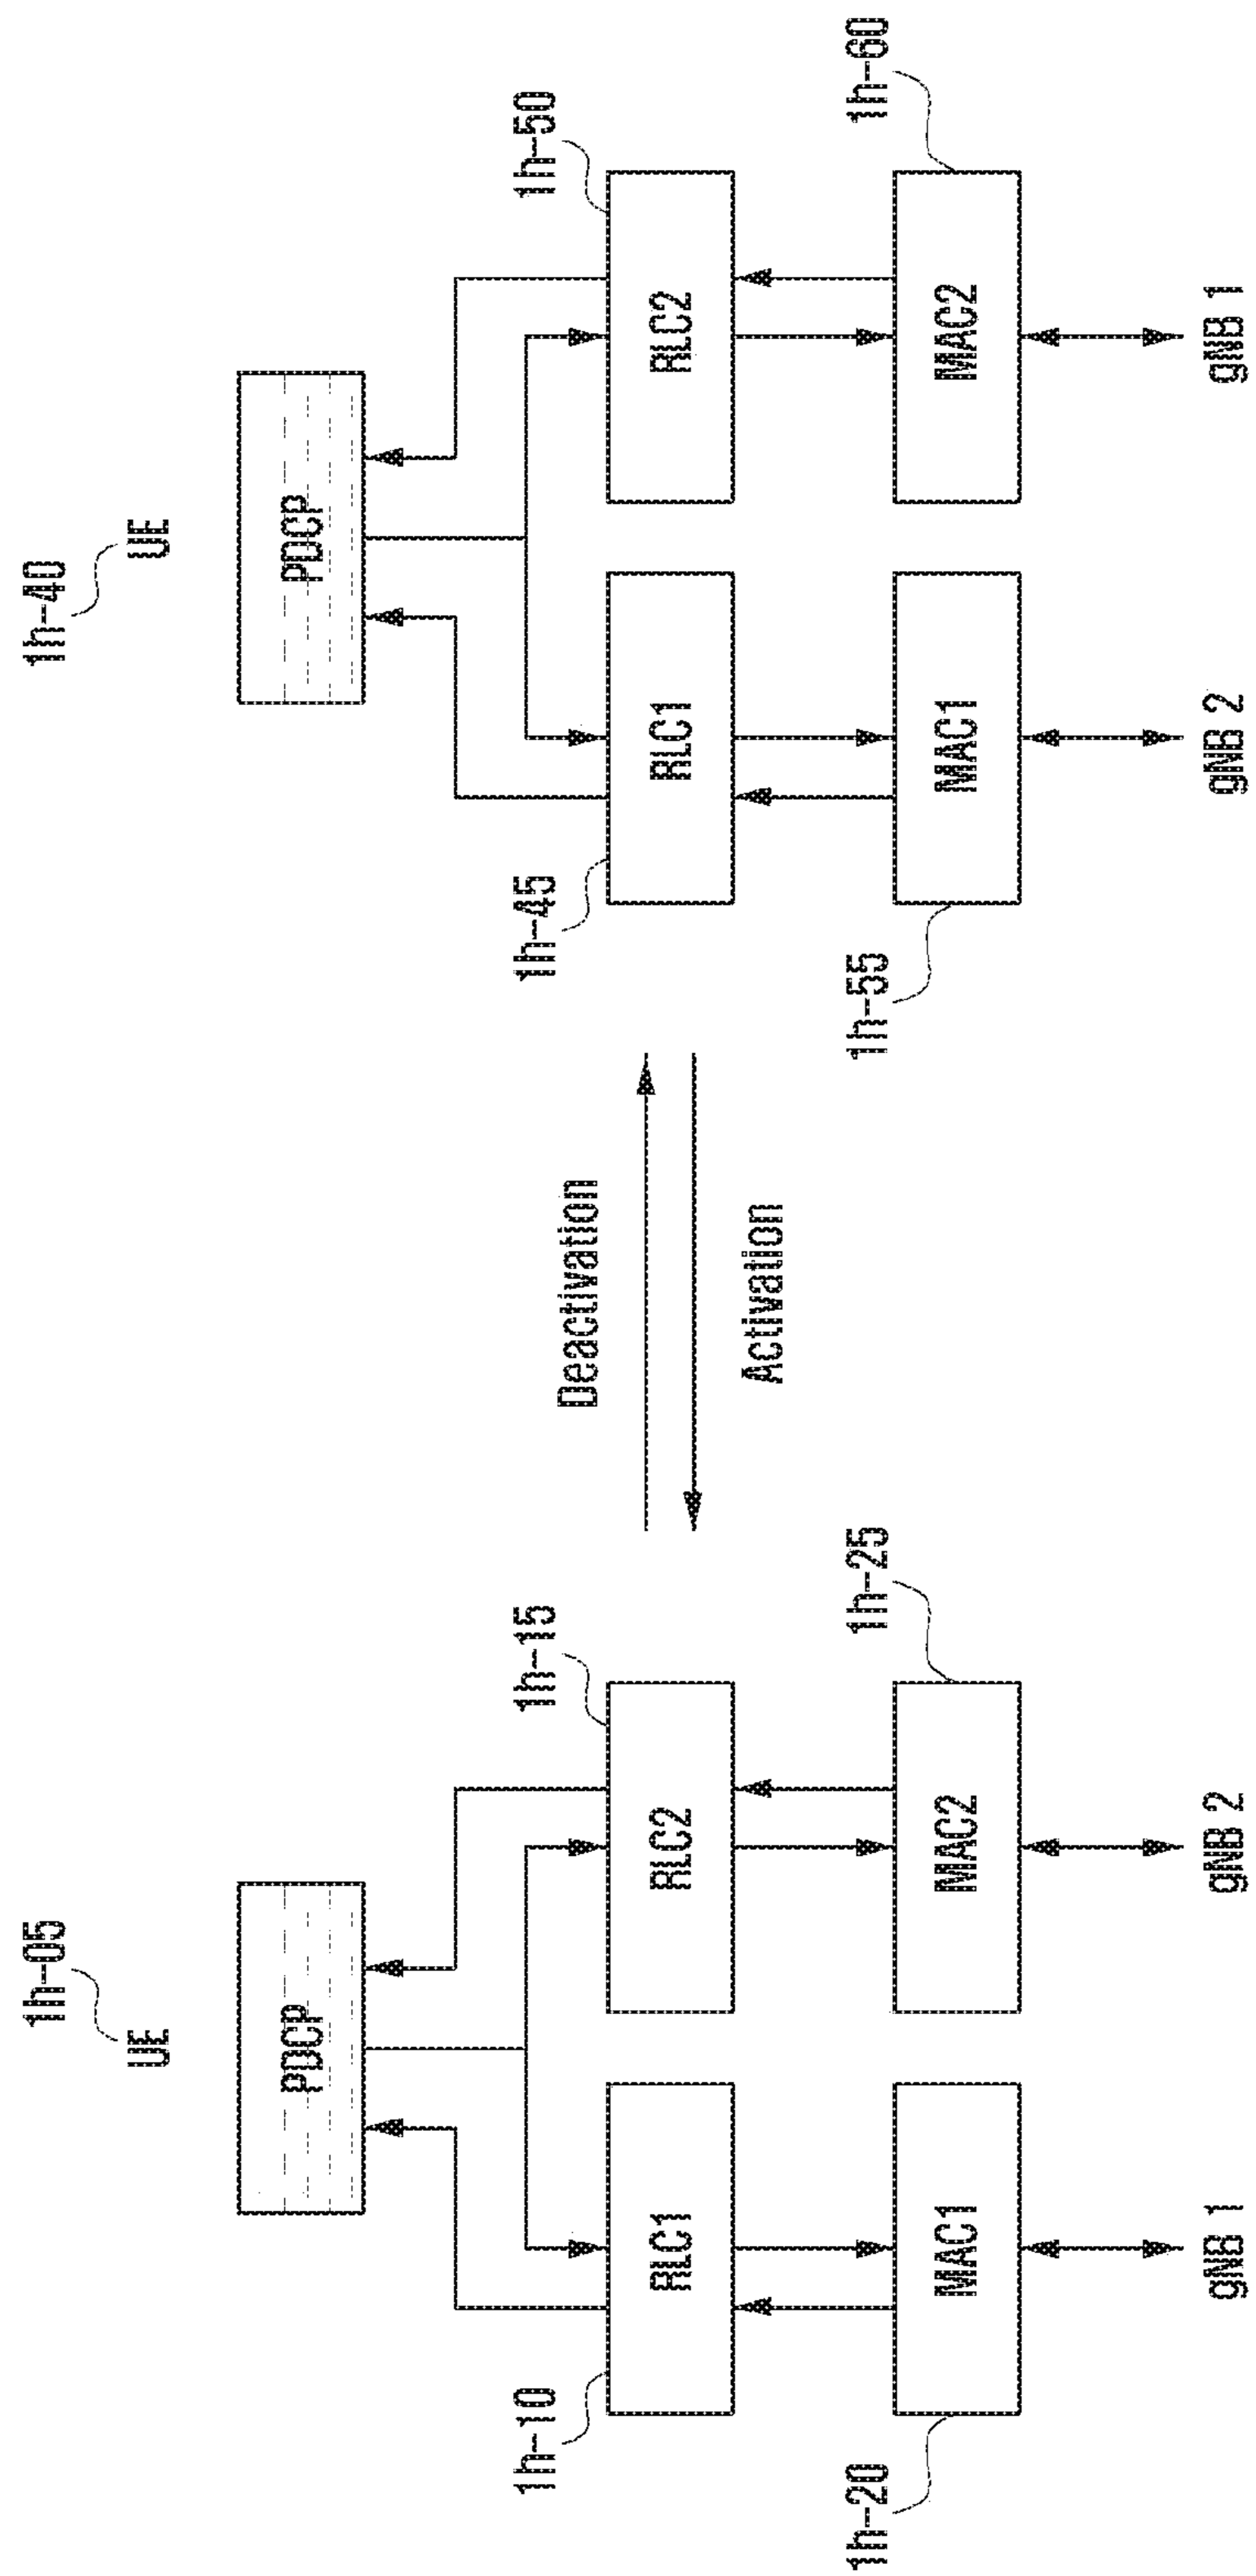 1h-05
UE
PDCP
1h-10
1h-15
RLC1
RLC2
1h-20
1h-25
MAC1
MAC2
gNB 1
gNB 2
Deactivation
Activation
1h-40
UE
PDCP
1h-45
1h-50
RLC1
RLC2
1h-55
1h-60
MAC1
MAC2
gNB 2
gNB 1